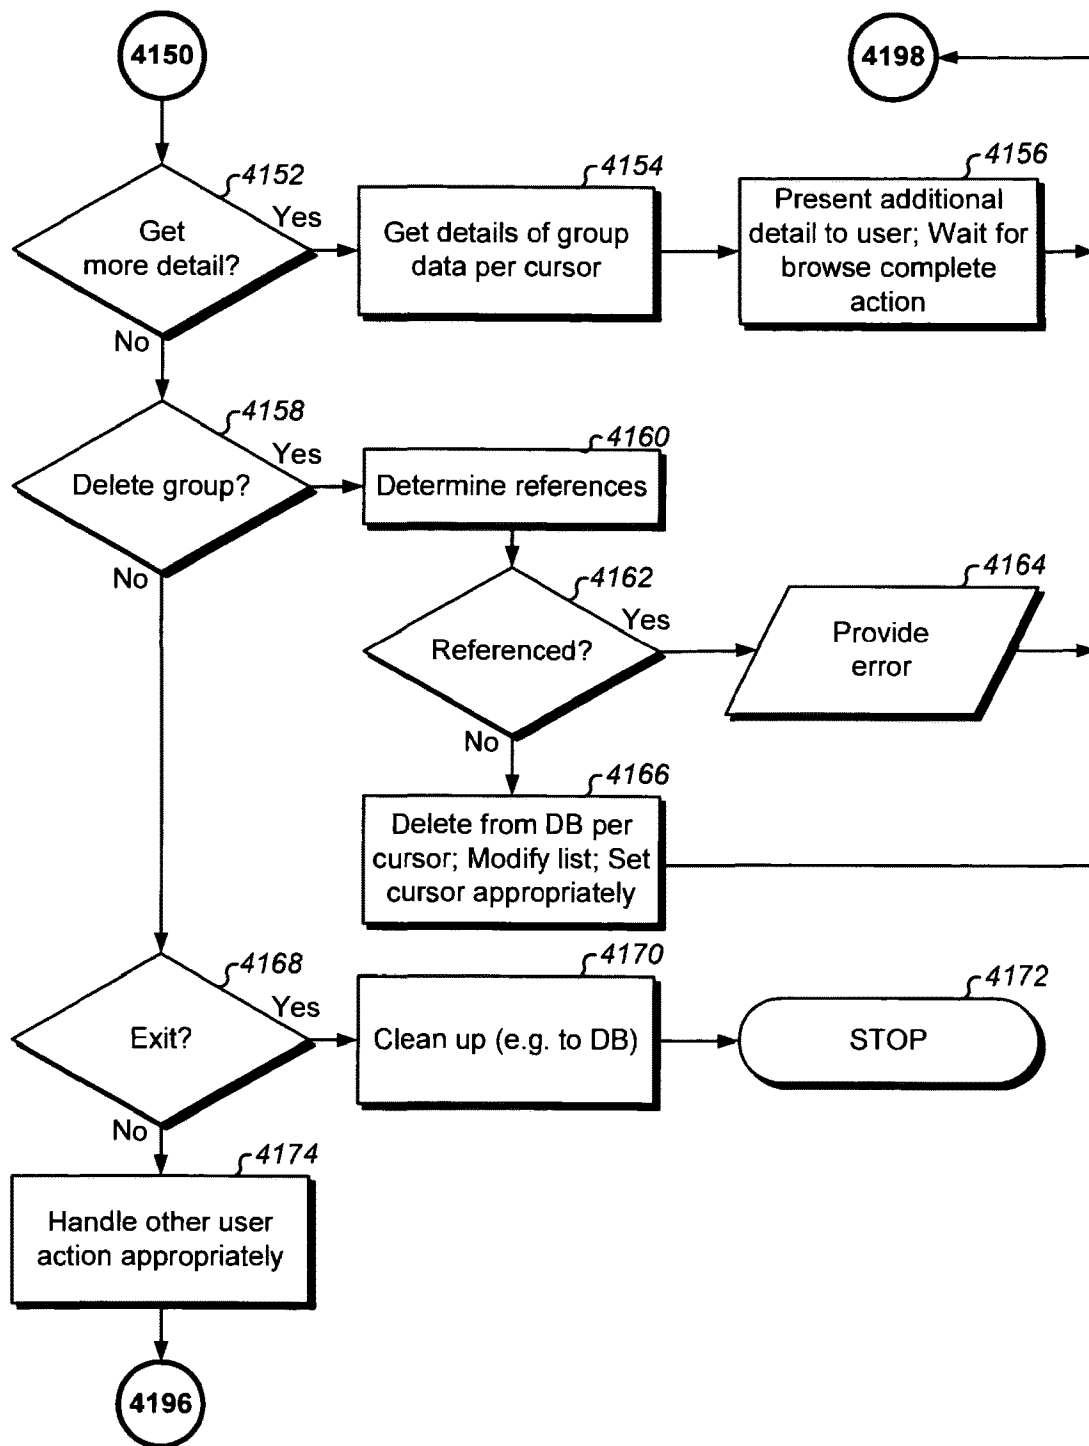 4150
4198
4152
Yes
Get
more detail?
No
4154
Get details of group
data per cursor
4156
Present additional
detail to user; Wait for
browse complete
action
4158
Yes
Delete group?
No
4160
Determine references
4162
Yes
Referenced?
No
4164
Provide
error
4166
Delete from DB per
cursor; Modify list; Set
cursor appropriately
4168
Yes
Exit?
No
4170
Clean up (e.g. to DB)
4172
STOP
4174
Handle other user
action appropriately
4196